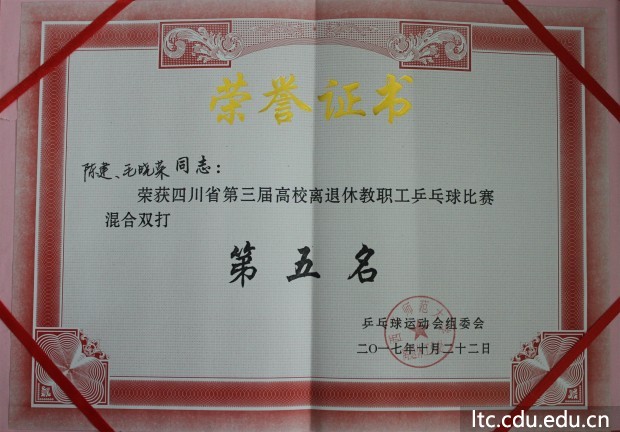 荣誉证书
陈建、毛晓荣同志：
荣获四川省第三届高校离退休教职工乒乓球比赛
混合双打
第五名
乒乓球运动会组委会
二〇一七年十月二十二日
ltc.cdu.edu.cn